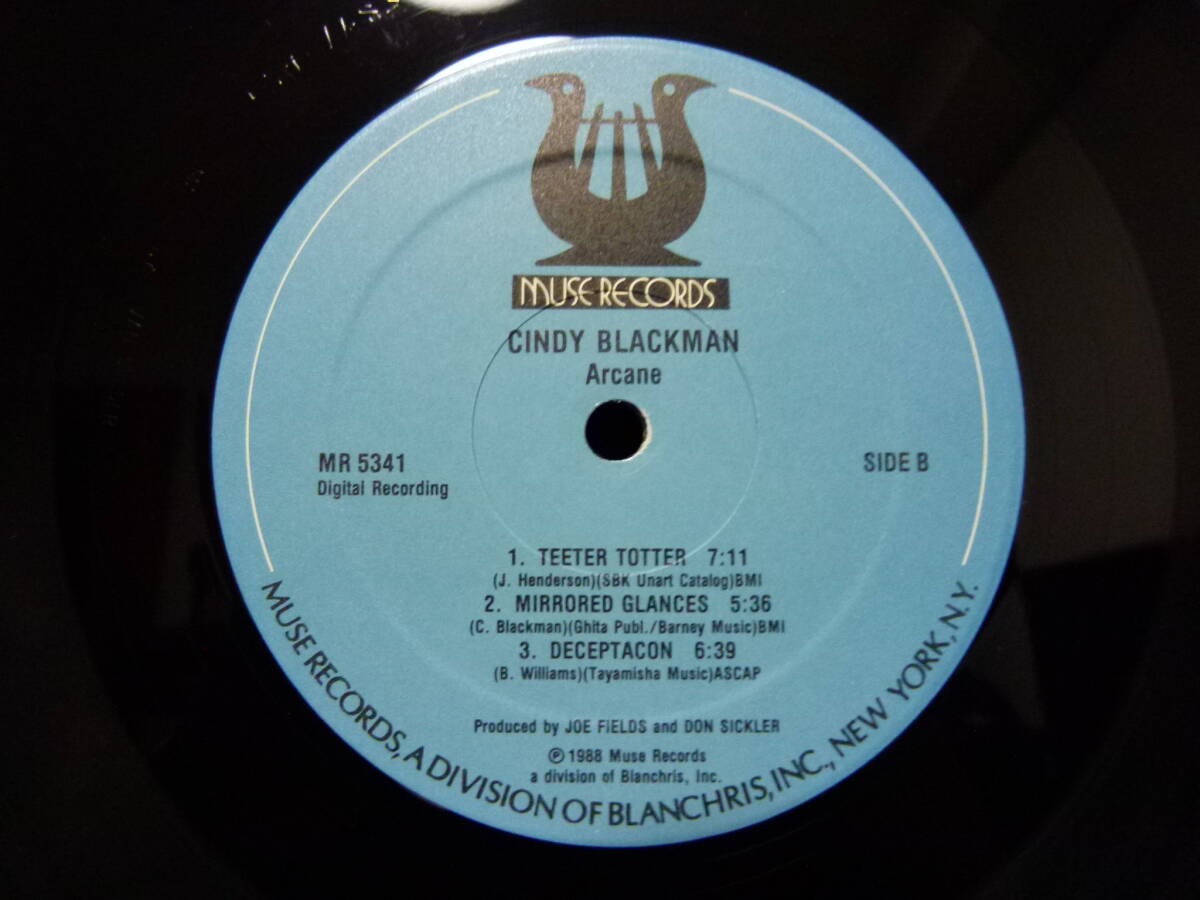 MUSE RECORDS
CINDY BLACKMAN
Arcane
MR 5341
Digital Recording
SIDE B
1. TEETER TOTTER 7:11
(J. Henderson)(SBK Unart Catalog)BMI
2. MIRRORED GLANCES 5:36
(C. Blackman)(Ghita Publ./Barney Music)BMI
3. DECEPTACON 6:39
(B. Williams)(Tayamisha Music)ASCAP
Produced by JOE FIELDS and DON SICKLER
℗ 1988 Muse Records
a division of Blanchris, Inc.
MUSE RECORDS, A DIVISION OF BLANCHRIS, INC., NEW YORK, N.Y.